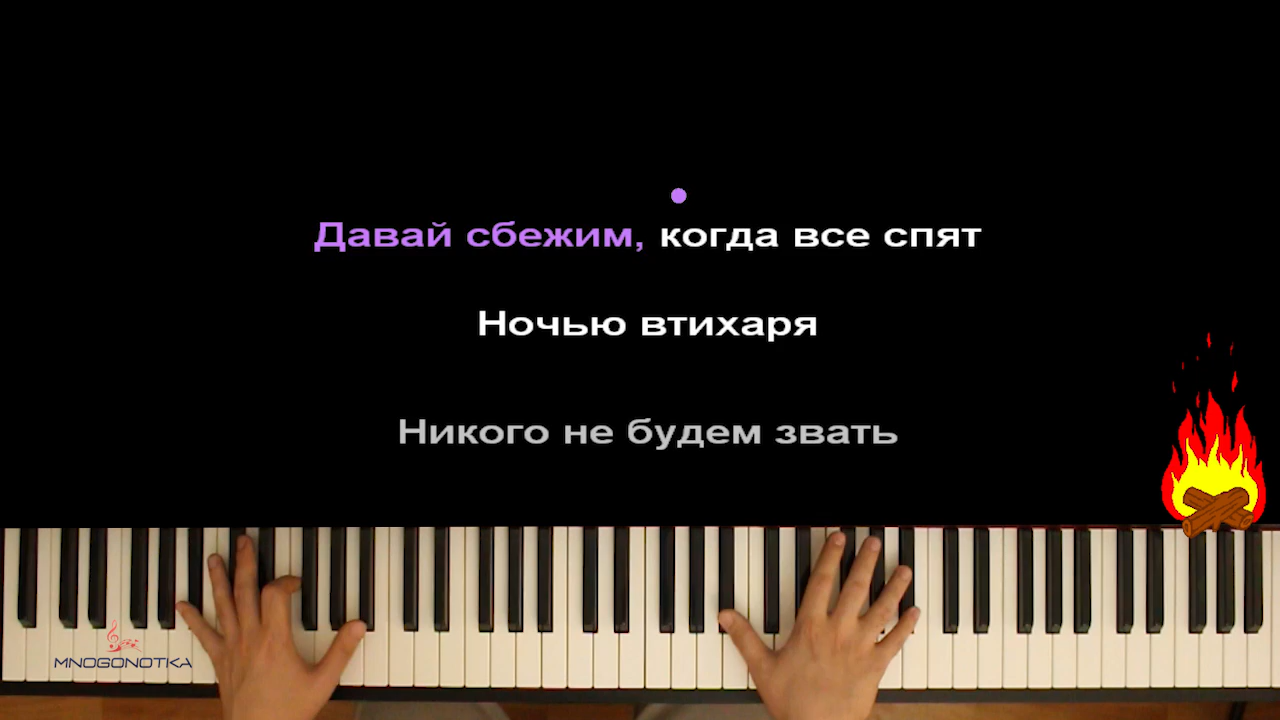 Давай сбежим, когда все спят
Ночью втихаря
Никого не будем звать
MNOGONOTKA